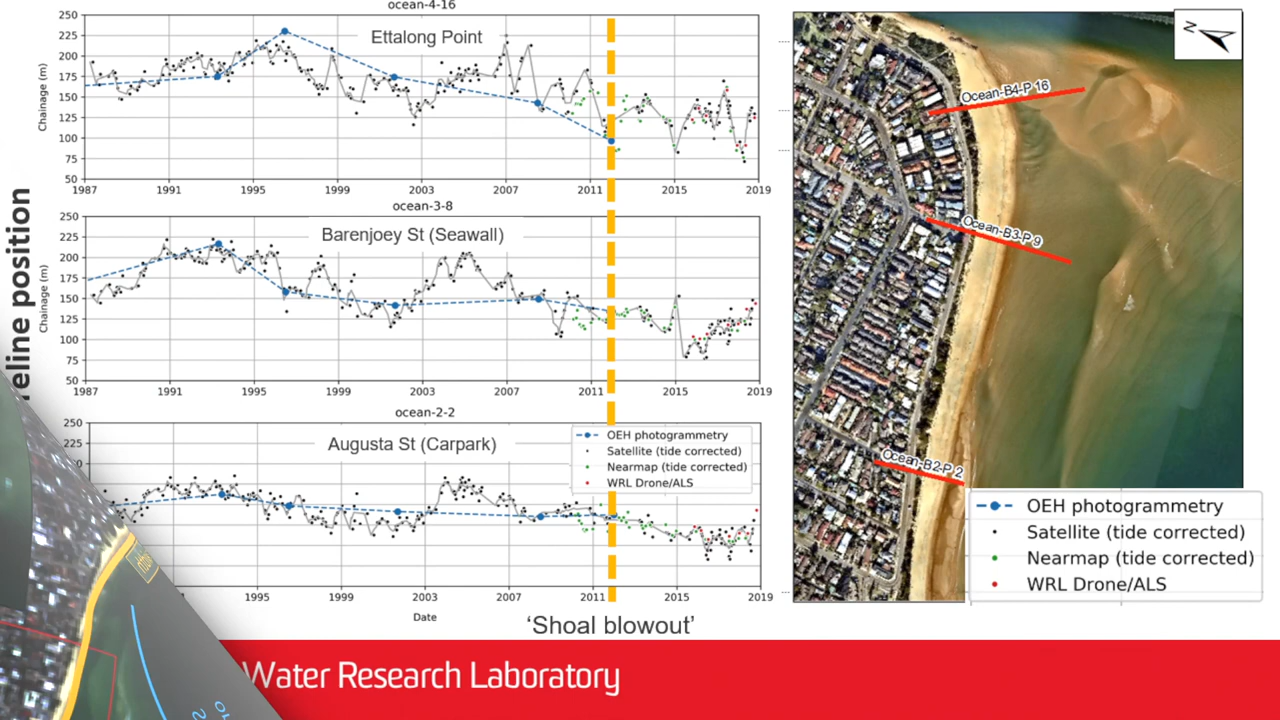 ocean-4-16
Ettalong Point
Chainage (m)
250
225
200
175
150
125
100
75
50
1987
1991
1995
1999
2003
2007
2011
2015
2019
ocean-3-8
Barenjoey St (Seawall)
Chainage (m)
250
225
200
175
150
125
100
75
50
1987
1991
1995
1999
2003
2007
2011
2015
2019
ocean-2-2
Augusta St (Carpark)
250
225
OEH photogrammetry
Satellite (tide corrected)
Nearmap (tide corrected)
WRL Drone/ALS
1995
1999
2003
2007
2011
2015
2019
Date
'Shoal blowout'
eline position
N
Ocean-B4-P 16
Ocean-B3-P 9
Ocean-B2-P 2
OEH photogrammetry
Satellite (tide corrected)
Nearmap (tide corrected)
WRL Drone/ALS
Water Research Laboratory